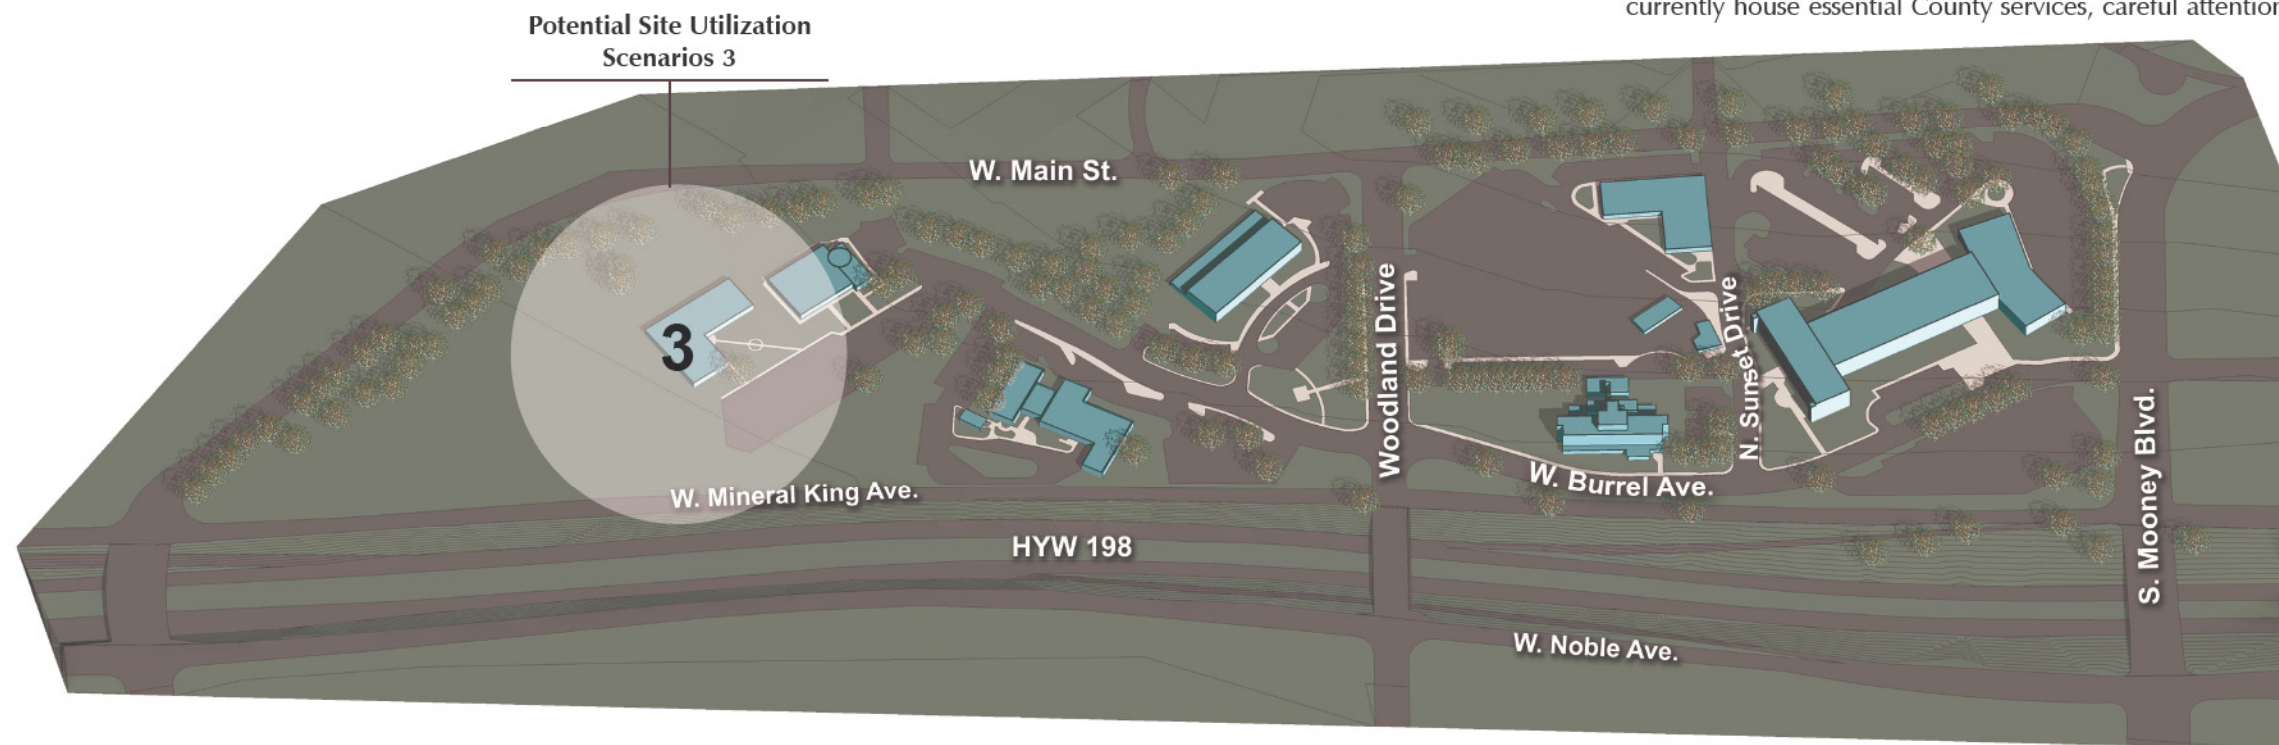 currently house essential County services, careful attention
Potential Site Utilization
Scenarios 3
W. Main St.
Woodland Drive
N. Sunset Drive
3
S. Mooney Blvd.
W. Burrel Ave.
W. Mineral King Ave.
HYW 198
W. Noble Ave.